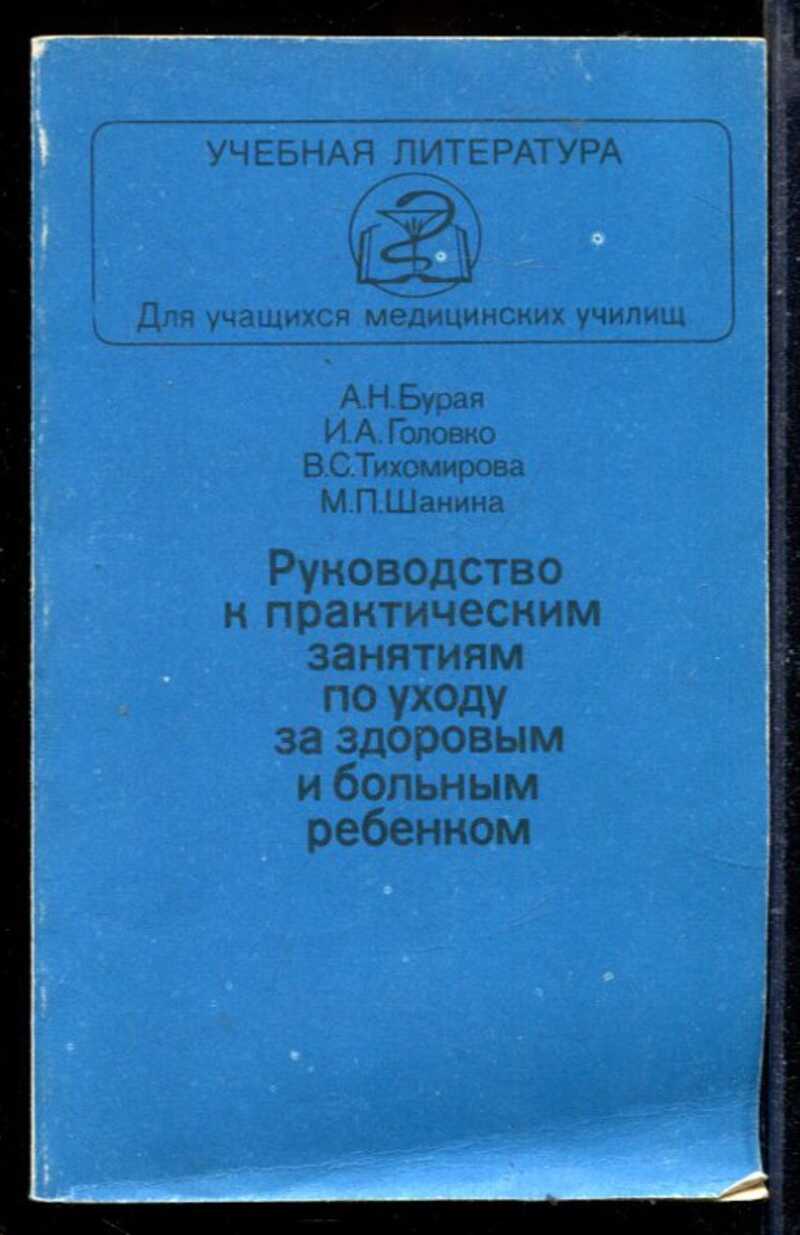 УЧЕБНАЯ ЛИТЕРАТУРА
Для учащихся медицинских училищ
А.Н.Бурая
И.А.Головко
В.С.Тихомирова
М.П.Шанина
Руководство
к практическим
занятиям
по уходу
за здоровым
и больным
ребенком